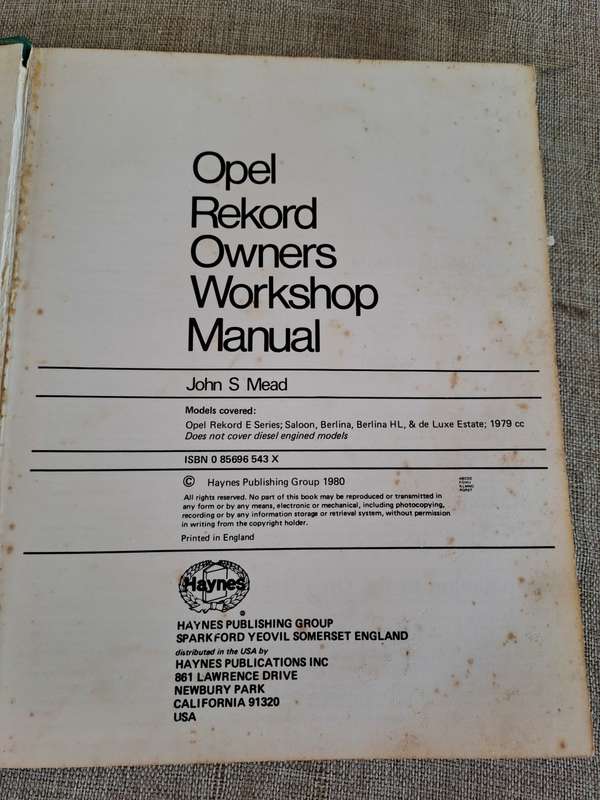 Opel
Rekord
Owners
Workshop
Manual
John S Mead
Models covered:
Opel Rekord E Series; Saloon, Berlina, Berlina HL, & de Luxe Estate; 1979 cc
Does not cover diesel engined models
ISBN 0 85696 543 X
© Haynes Publishing Group 1980
All rights reserved. No part of this book may be reproduced or transmitted in
any form or by any means, electronic or mechanical, including photocopying,
recording or by any information storage or retrieval system, without permission
in writing from the copyright holder.
Printed in England
Haynes
®
HAYNES PUBLISHING GROUP
SPARKFORD YEOVIL SOMERSET ENGLAND
distributed in the USA by
HAYNES PUBLICATIONS INC
861 LAWRENCE DRIVE
NEWBURY PARK
CALIFORNIA 91320
USA